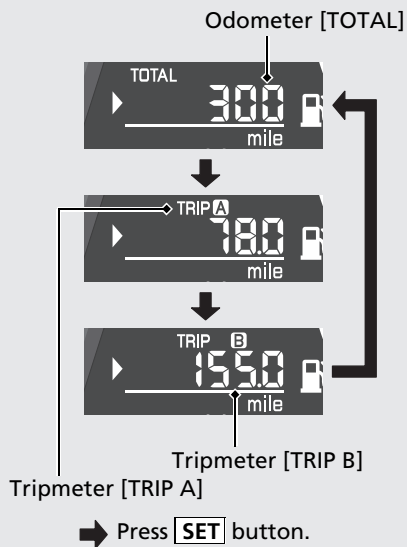 Odometer [TOTAL]
TOTAL
300
mile
TRIP A
78.0
mile
TRIP B
155.0
mile
Tripmeter [TRIP B]
Tripmeter [TRIP A]
Press SET button.